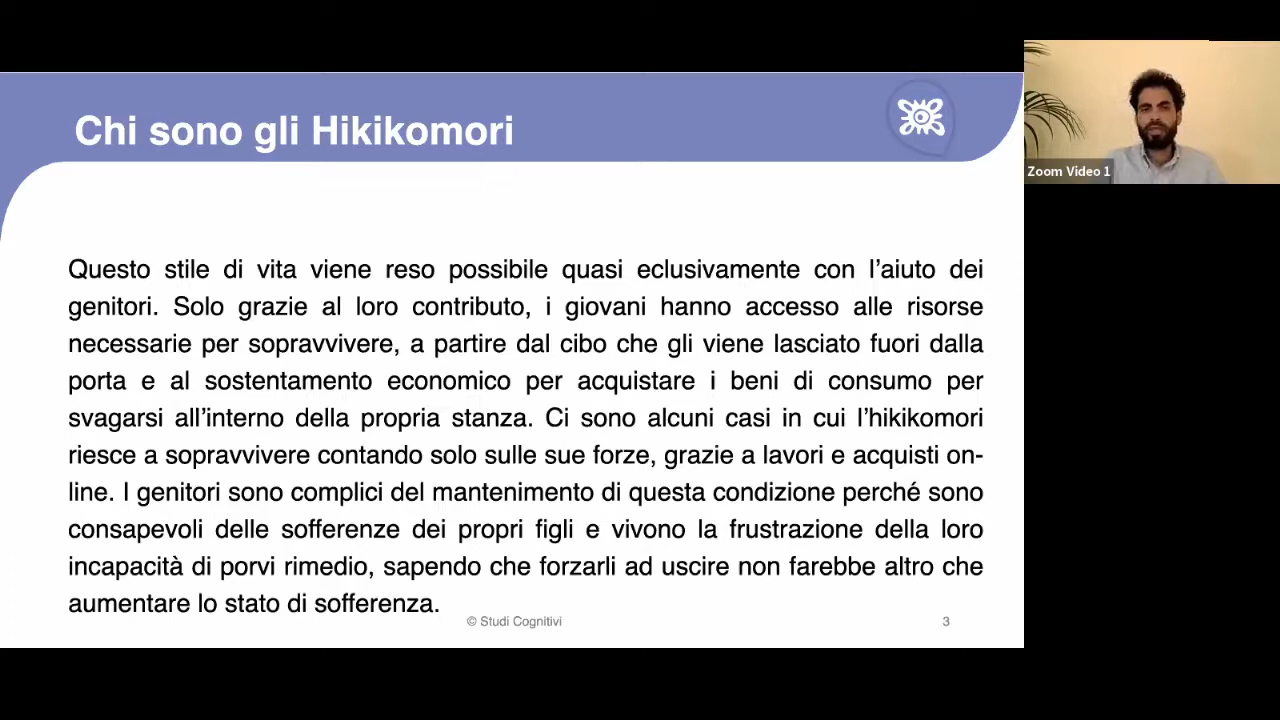 Chi sono gli Hikikomori
Zoom Video 1
Questo stile di vita viene reso possibile quasi eclusivamente con l'aiuto dei
genitori. Solo grazie al loro contributo, i giovani hanno accesso alle risorse
necessarie per sopravvivere, a partire dal cibo che gli viene lasciato fuori dalla
porta e al sostentamento economico per acquistare i beni di consumo per
svagarsi all'interno della propria stanza. Ci sono alcuni casi in cui l'hikikomori
riesce a sopravvivere contando solo sulle sue forze, grazie a lavori e acquisti on-
line. I genitori sono complici del mantenimento di questa condizione perché sono
consapevoli delle sofferenze dei propri figli e vivono la frustrazione della loro
incapacità di porvi rimedio, sapendo che forzarli ad uscire non farebbe altro che
aumentare lo stato di sofferenza.
© Studi Cognitivi
3